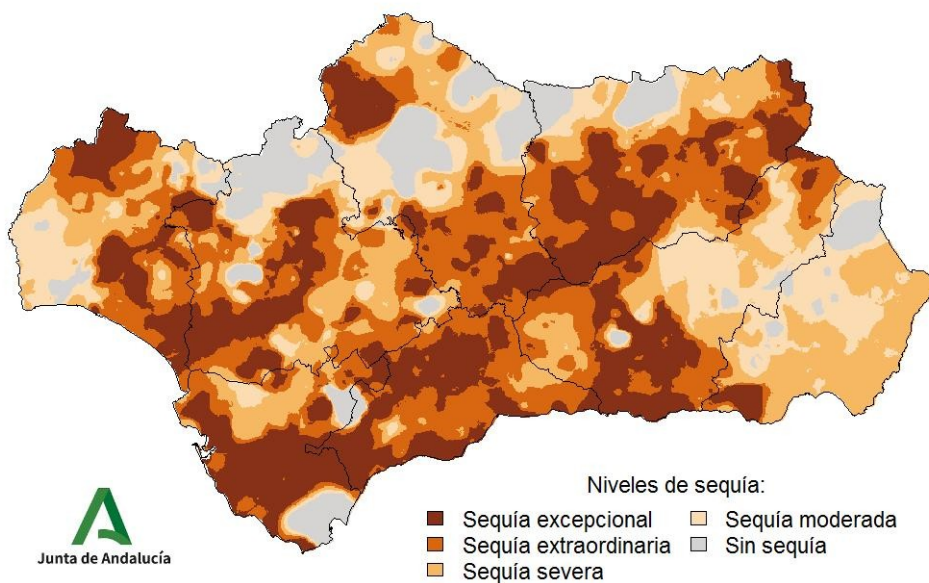 Niveles de sequía:
Sequía excepcional
Sequía extraordinaria
Sequía severa
Sequía moderada
Sin sequía
Junta de Andalucía